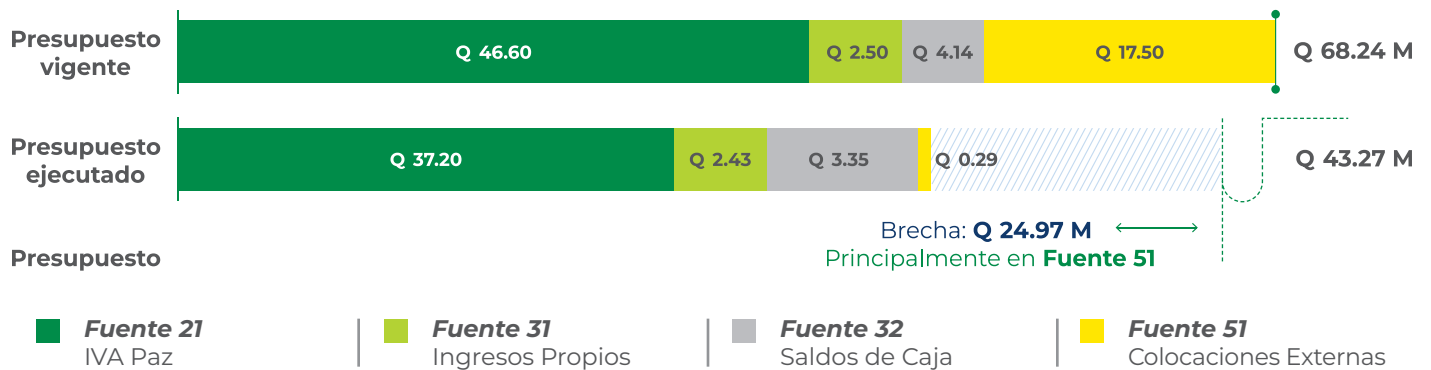 Presupuesto
vigente
Q 46.60
Q 2.50
Q 4.14
Q 17.50
Q 68.24 M
Presupuesto
ejecutado
Q 37.20
Q 2.43
Q 3.35
Q 0.29
Q 43.27 M
Brecha: Q 24.97 M
Principalmente en Fuente 51
Presupuesto
Fuente 21
IVA Paz
Fuente 31
Ingresos Propios
Fuente 32
Saldos de Caja
Fuente 51
Colocaciones Externas